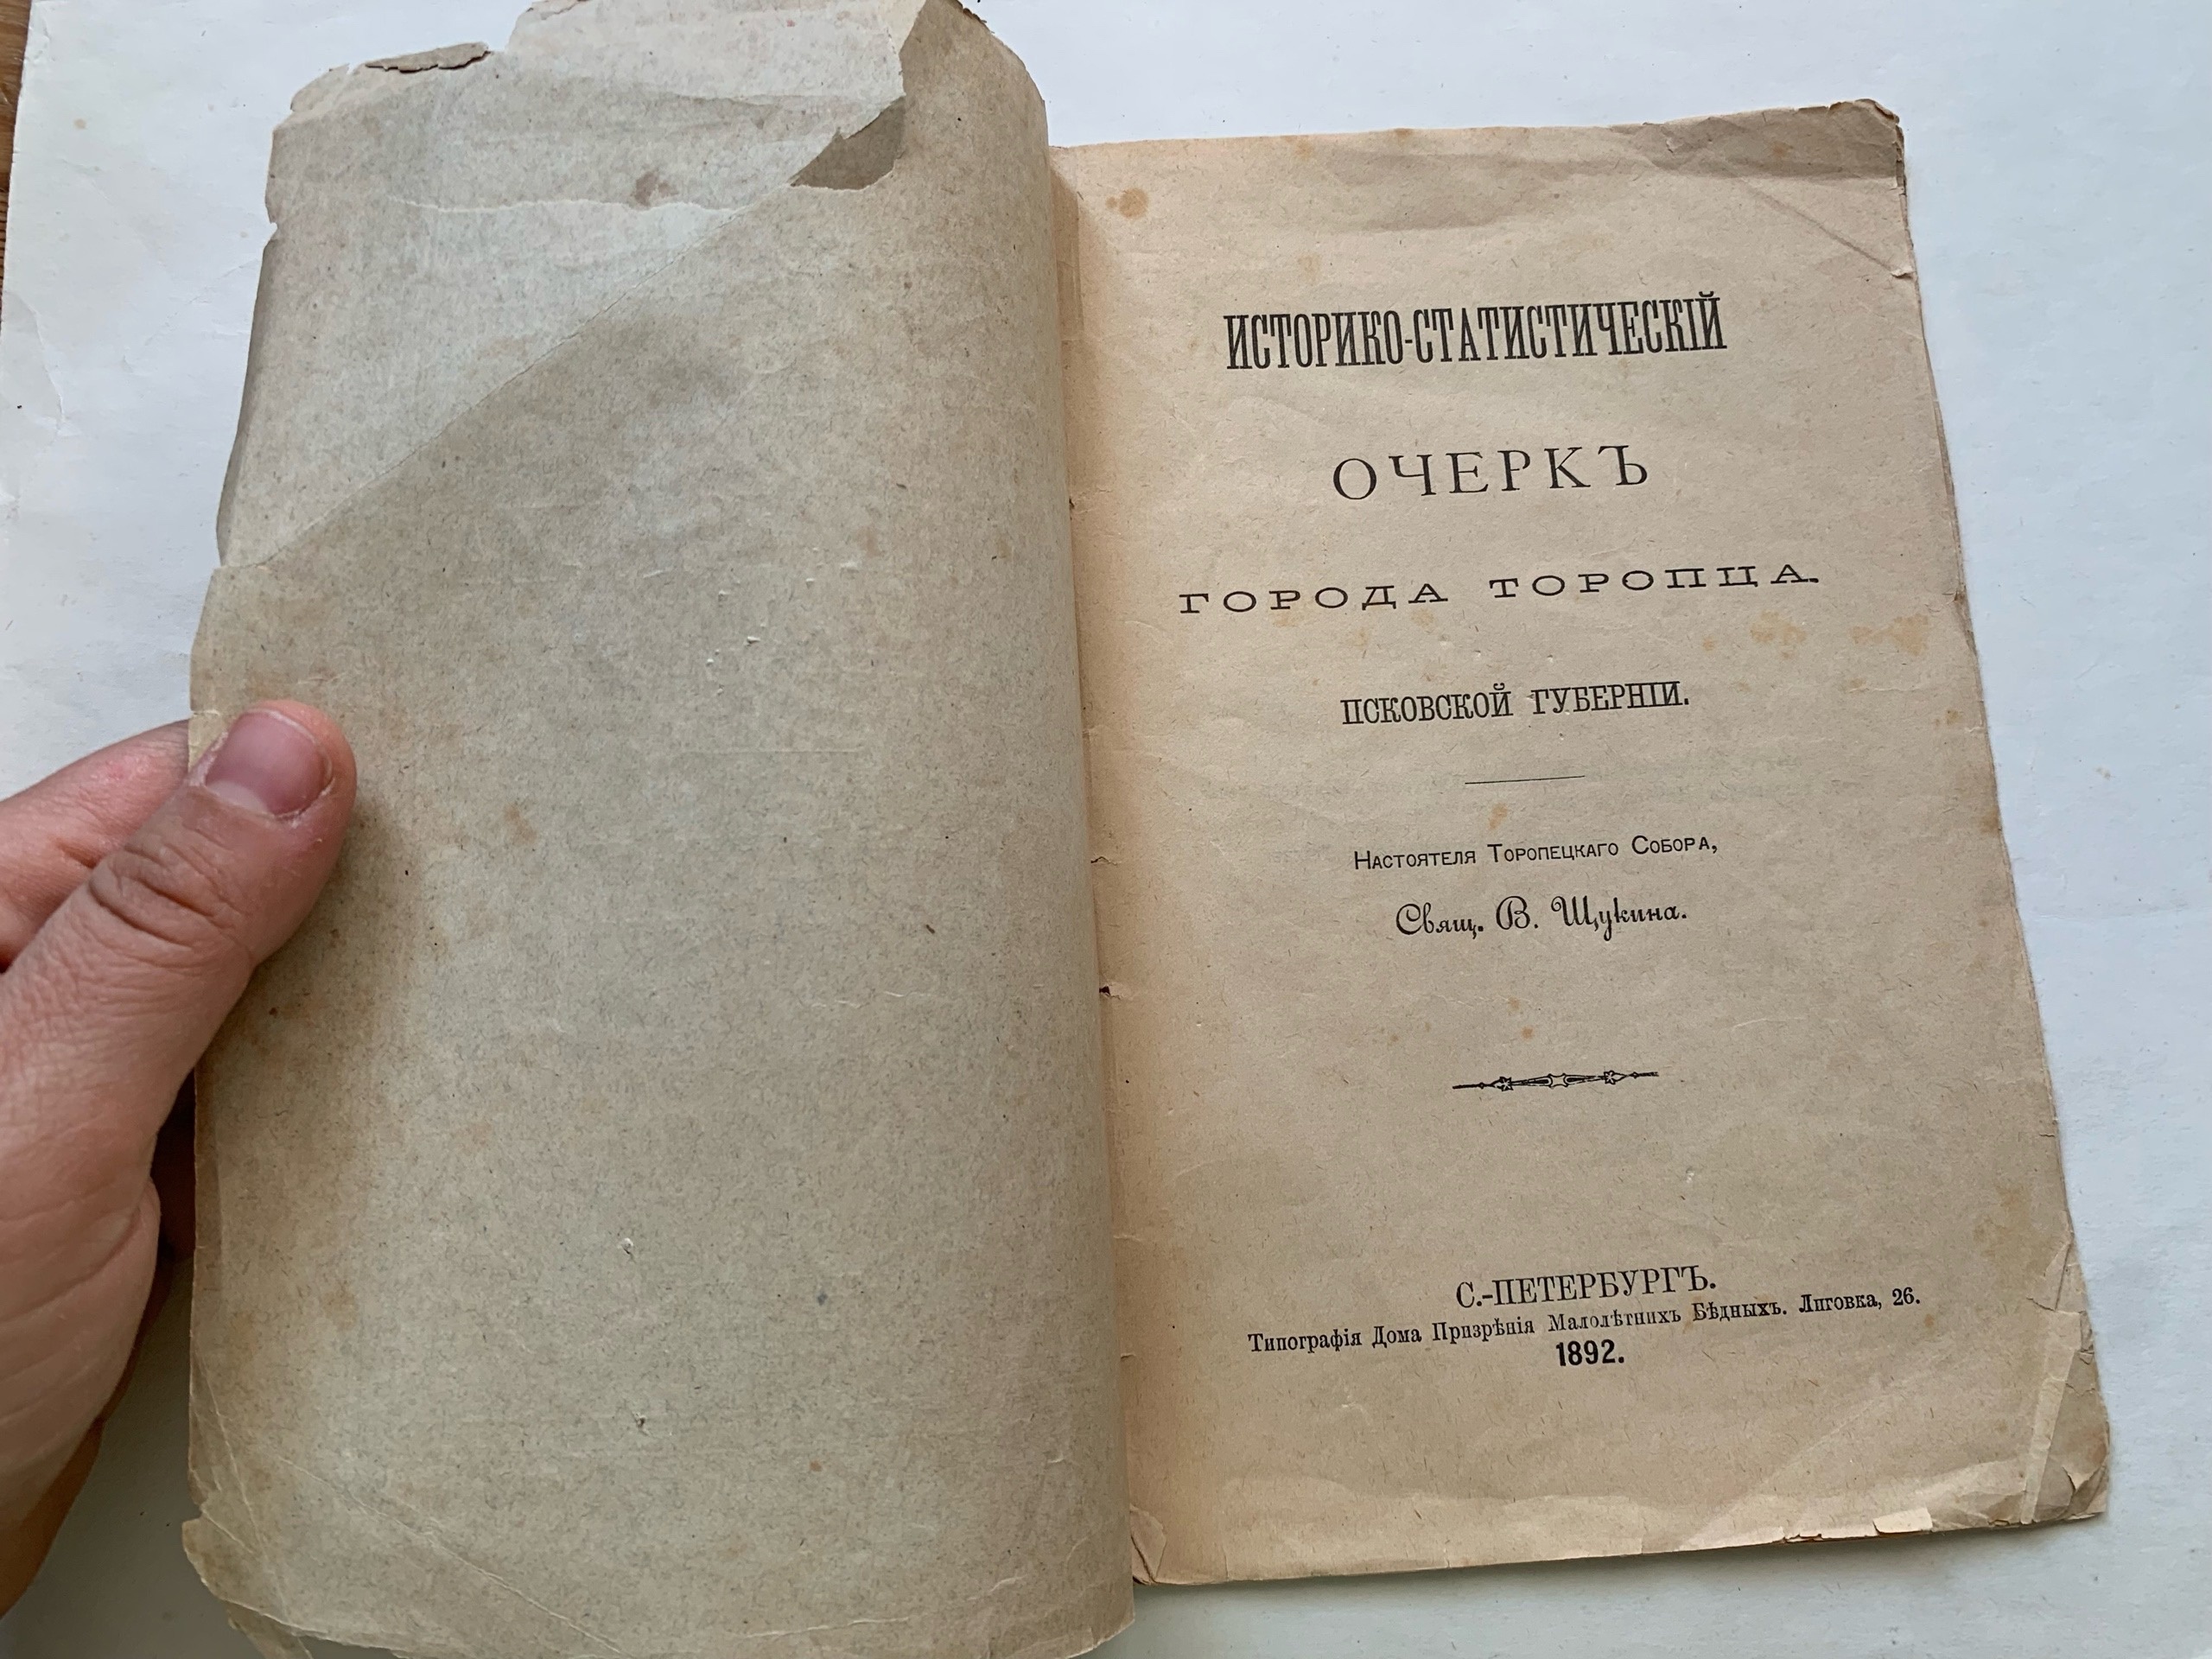 ИСТОРИКО-СТАТИСТИЧЕСКІЙ
ОЧЕРКЪ
ГОРОДА ТОРОПЦА.
ПСКОВСКОЙ ГУБЕРНІИ.
Настоятеля Торопецкаго Собора,
Свящ. В. Щукина.
С.-ПЕТЕРБУРГЪ.
Типографія Дома Призрѣнія Малолѣтнихъ Бѣдныхъ. Лиговка, 26.
1892.